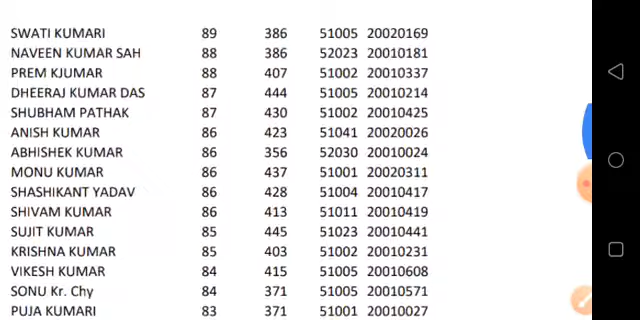 SWATI KUMARI 89 386 51005 20020169
NAVEEN KUMAR SAH 88 386 52023 20010181
PREM KJUMAR 88 407 51002 20010337
DHEERAJ KUMAR DAS 87 444 51005 20010214
SHUBHAM PATHAK 87 430 51002 20010425
ANISH KUMAR 86 423 51041 20020026
ABHISHEK KUMAR 86 356 52030 20010024
MONU KUMAR 86 437 51001 20020311
SHASHIKANT YADAV 86 428 51004 20010417
SHIVAM KUMAR 86 413 51011 20010419
SUJIT KUMAR 85 445 51023 20010441
KRISHNA KUMAR 85 403 51002 20010231
VIKESH KUMAR 84 415 51005 20010608
SONU Kr. Chy 84 371 51005 20010571
PUJA KUMARI 83 371 51001 20010027